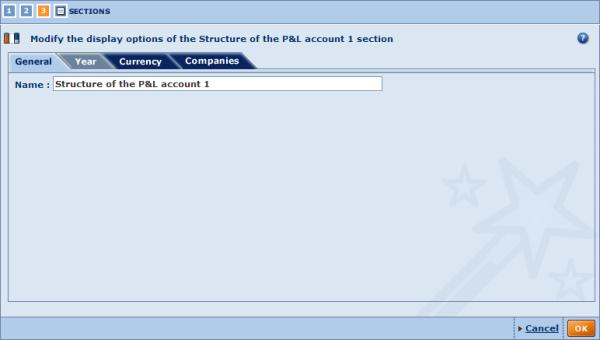 1 2 3 SECTIONS
Modify the display options of the Structure of the P&L account 1 section ?
General Year Currency Companies
Name : Structure of the P&L account 1
Cancel OK